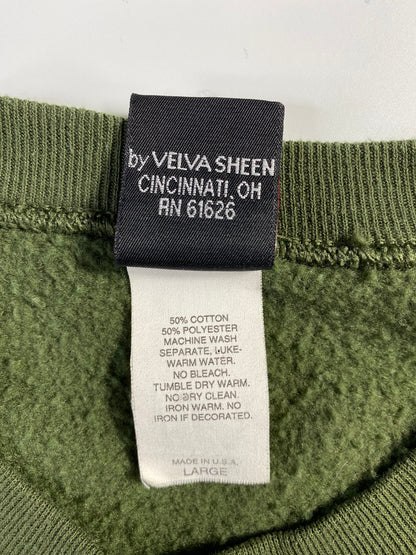 by VELVA SHEEN
CINCINNATI, OH
RN 61626
50% COTTON
50% POLYESTER
MACHINE WASH
SEPARATE, LUKE-
WARM WATER.
NO BLEACH.
TUMBLE DRY WARM.
NO DRY CLEAN.
IRON WARM. NO
IRON IF DECORATED.
MADE IN U.S.A.
LARGE